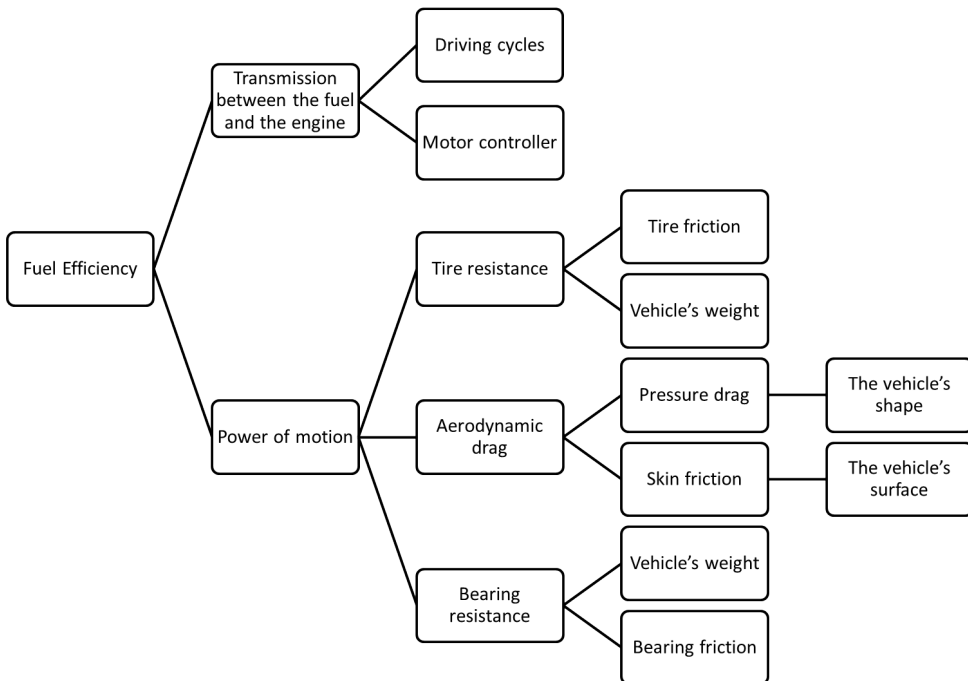 Driving cycles
Transmission
between the fuel
and the engine
Motor controller
Tire friction
Fuel Efficiency
Tire resistance
Vehicle’s weight
Pressure drag
The vehicle’s
shape
Power of motion
Aerodynamic
drag
Skin friction
The vehicle’s
surface
Vehicle’s weight
Bearing
resistance
Bearing friction